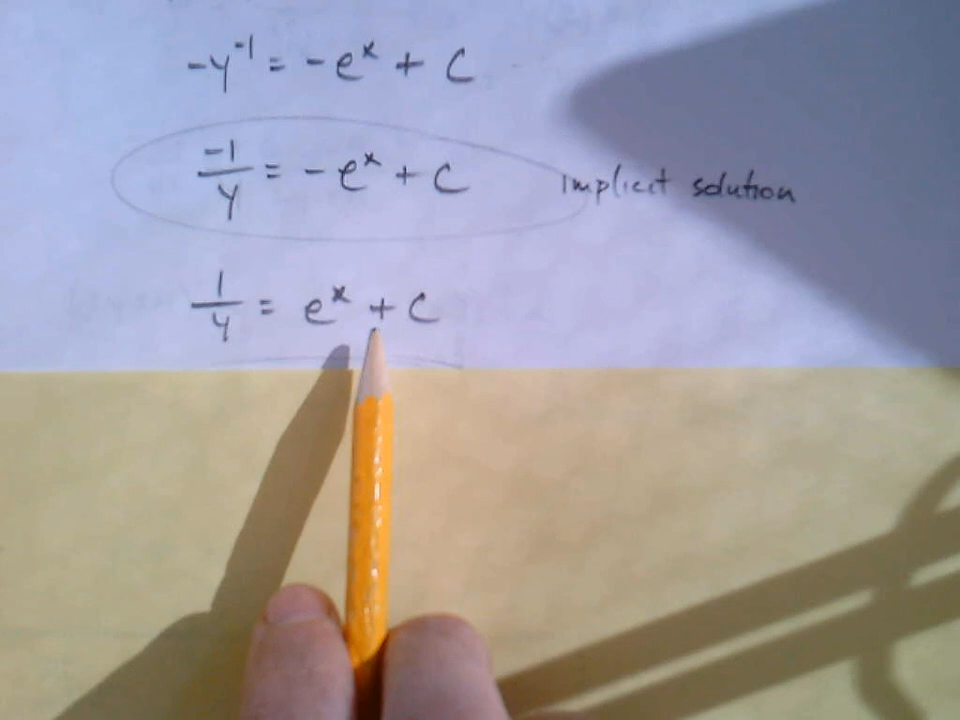 -y⁻¹ = -eˣ + C
-1/y = -eˣ + C implicit solution
1/y = eˣ + C